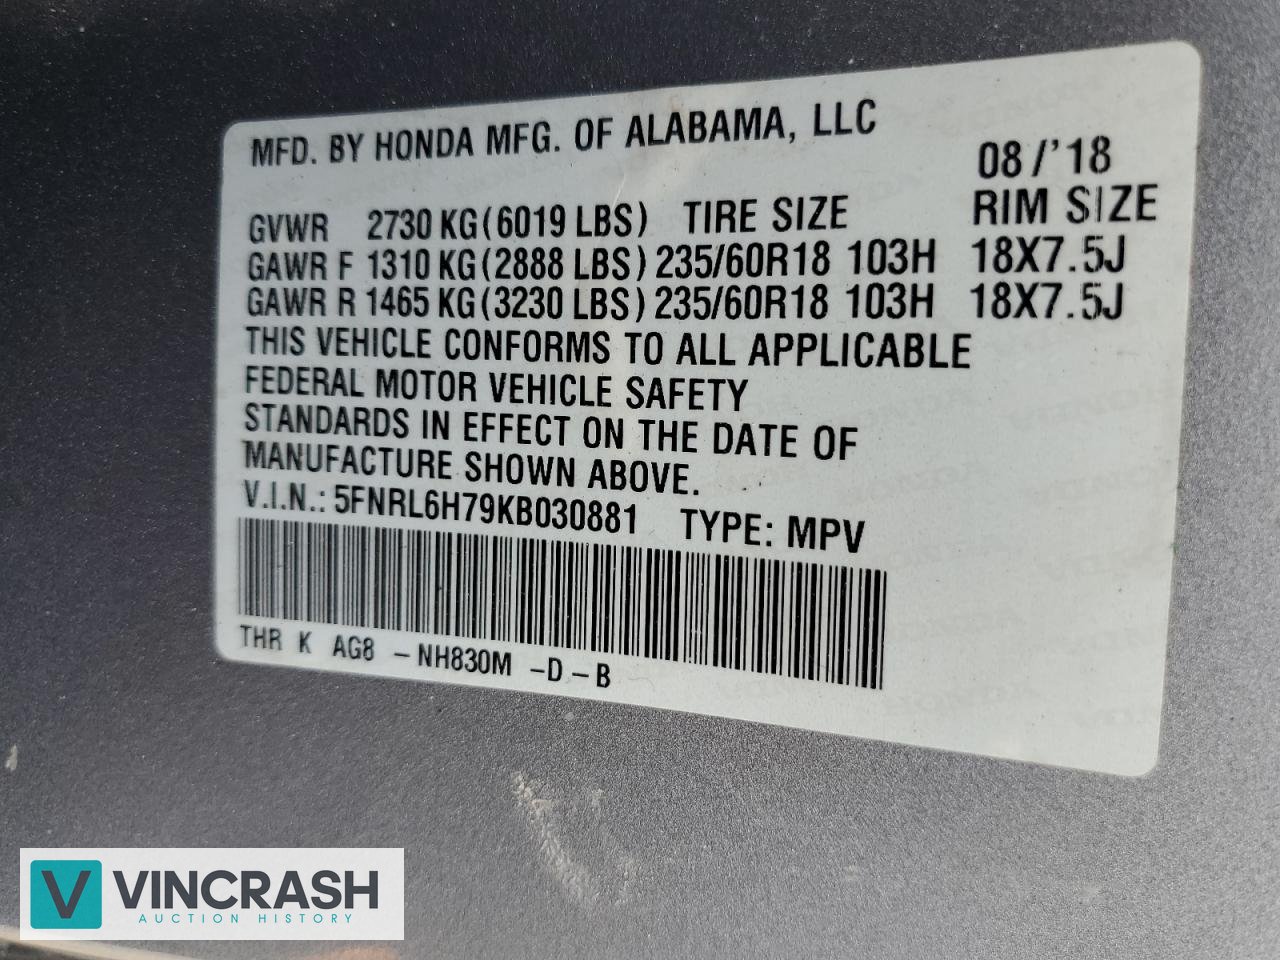 MFD. BY HONDA MFG. OF ALABAMA, LLC 08/'18
GVWR 2730 KG(6019 LBS) TIRE SIZE RIM SIZE
GAWR F 1310 KG(2888 LBS) 235/60R18 103H 18X7.5J
GAWR R 1465 KG(3230 LBS) 235/60R18 103H 18X7.5J
THIS VEHICLE CONFORMS TO ALL APPLICABLE
FEDERAL MOTOR VEHICLE SAFETY
STANDARDS IN EFFECT ON THE DATE OF
MANUFACTURE SHOWN ABOVE.
V.I.N.: 5FNRL6H79KB030881 TYPE: MPV
THR K AG8 -NH830M -D-B
V VINCRASH
AUCTION HISTORY